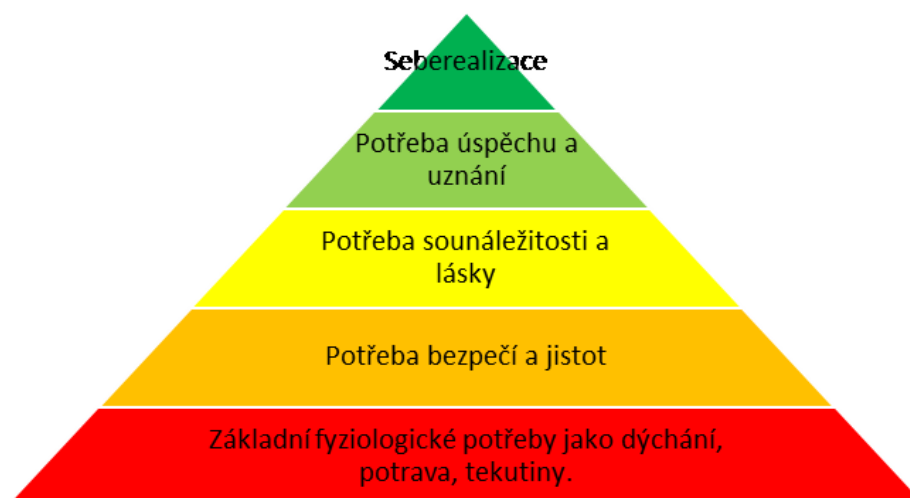 Seberealizace
Potřeba úspěchu a
uznání
Potřeba sounáležitosti a
lásky
Potřeba bezpečí a jistot
Základní fyziologické potřeby jako dýchání,
potrava, tekutiny.